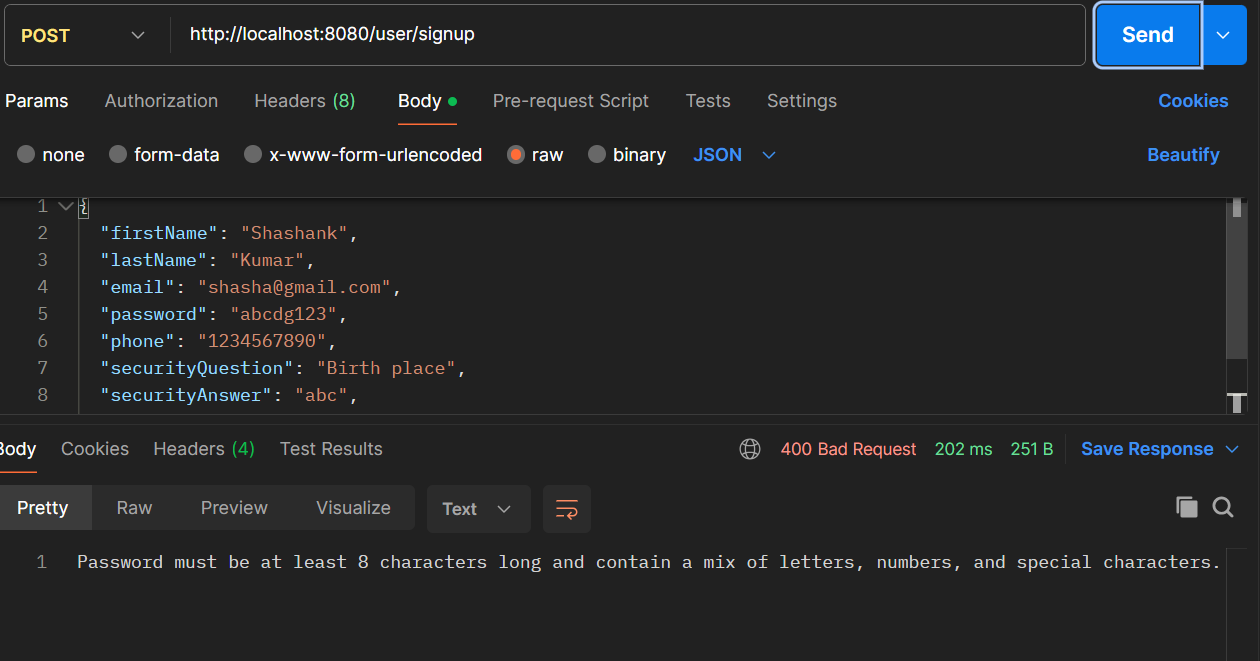 POST http://localhost:8080/user/signup Send
Params Authorization Headers (8) Body Pre-request Script Tests Settings Cookies
none form-data x-www-form-urlencoded raw binary JSON Beautify
1 {
2 "firstName": "Shashank",
3 "lastName": "Kumar",
4 "email": "shasha@gmail.com",
5 "password": "abcdg123",
6 "phone": "1234567890",
7 "securityQuestion": "Birth place",
8 "securityAnswer": "abc",
Body Cookies Headers (4) Test Results 400 Bad Request 202 ms 251 B Save Response
Pretty Raw Preview Visualize Text
1 Password must be at least 8 characters long and contain a mix of letters, numbers, and special characters.